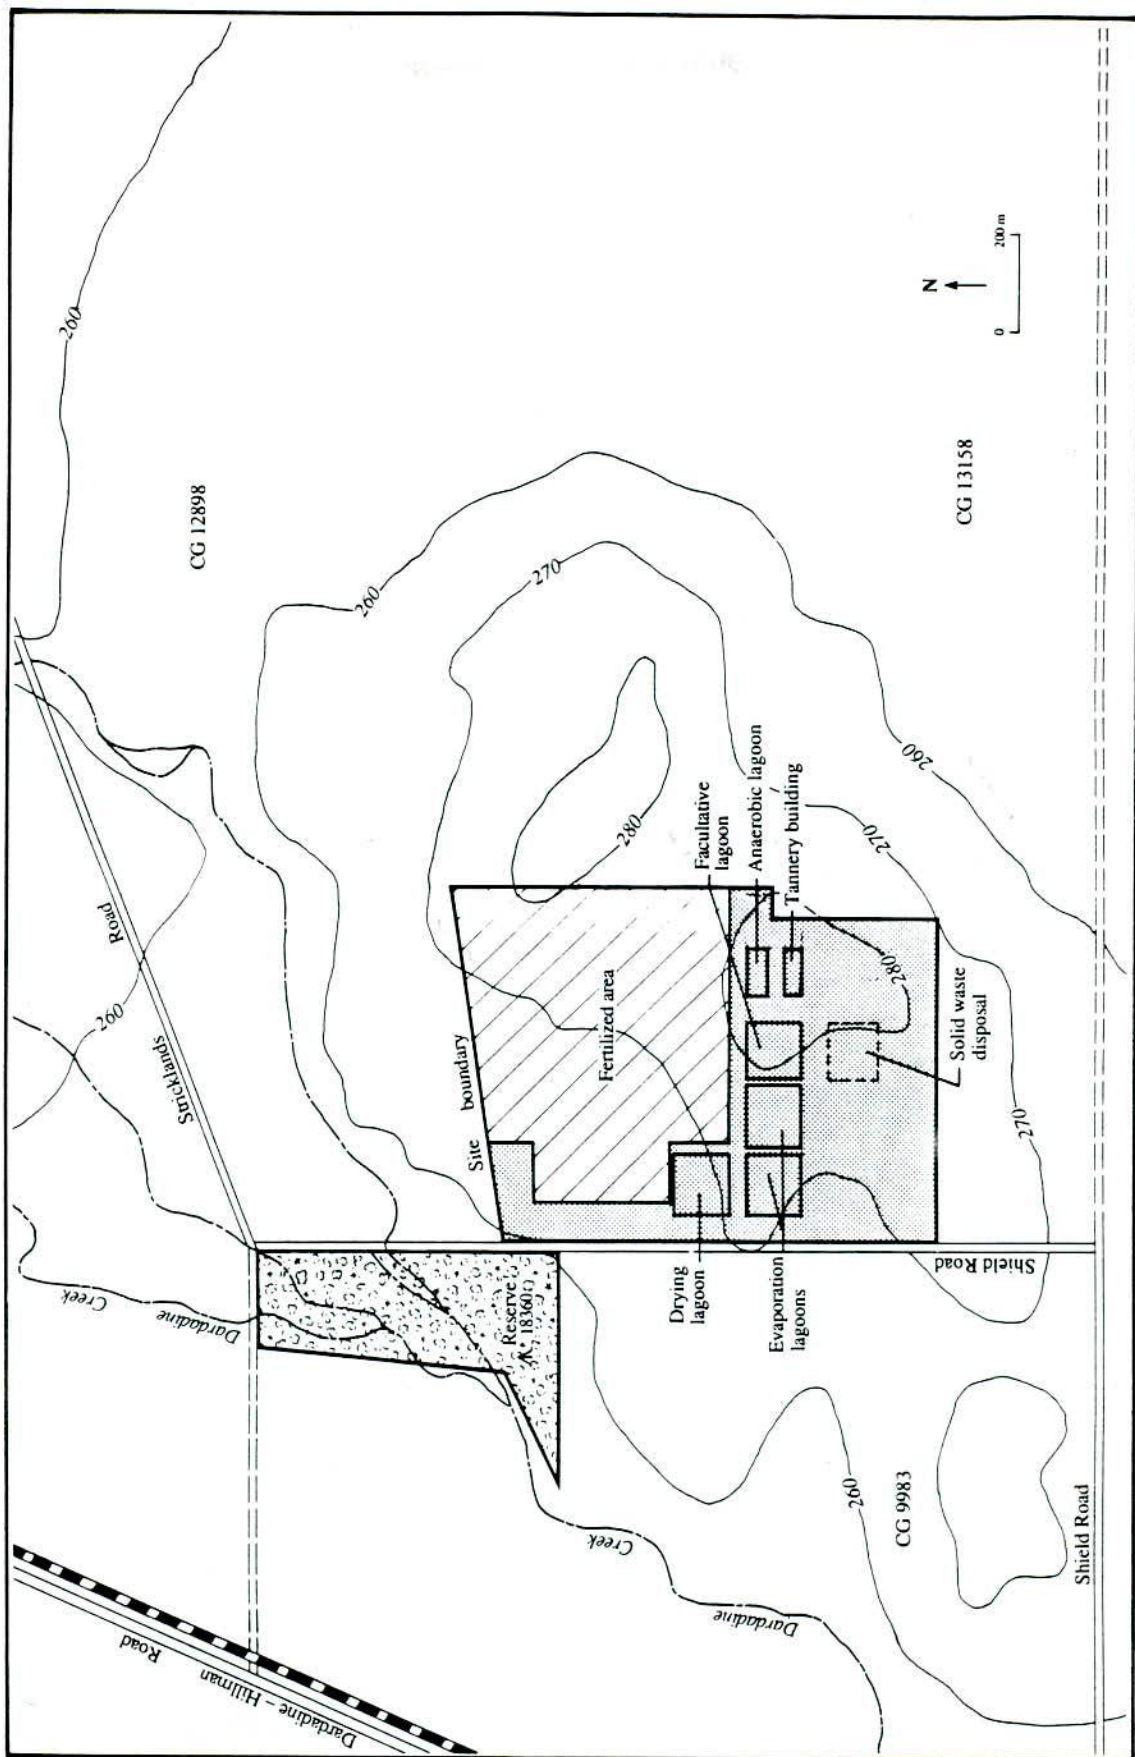 260
CG 12898
Road
Stricklands
260
260
270
280
Creek
Dardadine
Site boundary
Fertilized area
Facultative
lagoon
Anaerobic lagoon
Tannery building
N
0 200 m
CG 13158
Reserve
18360
Drying
lagoon
Evaporation
lagoons
280
270
260
Solid waste
disposal
270
Shield Road
Road
Dardadine – Hillman
Creek
Dardadine
260
CG 9983
Shield Road